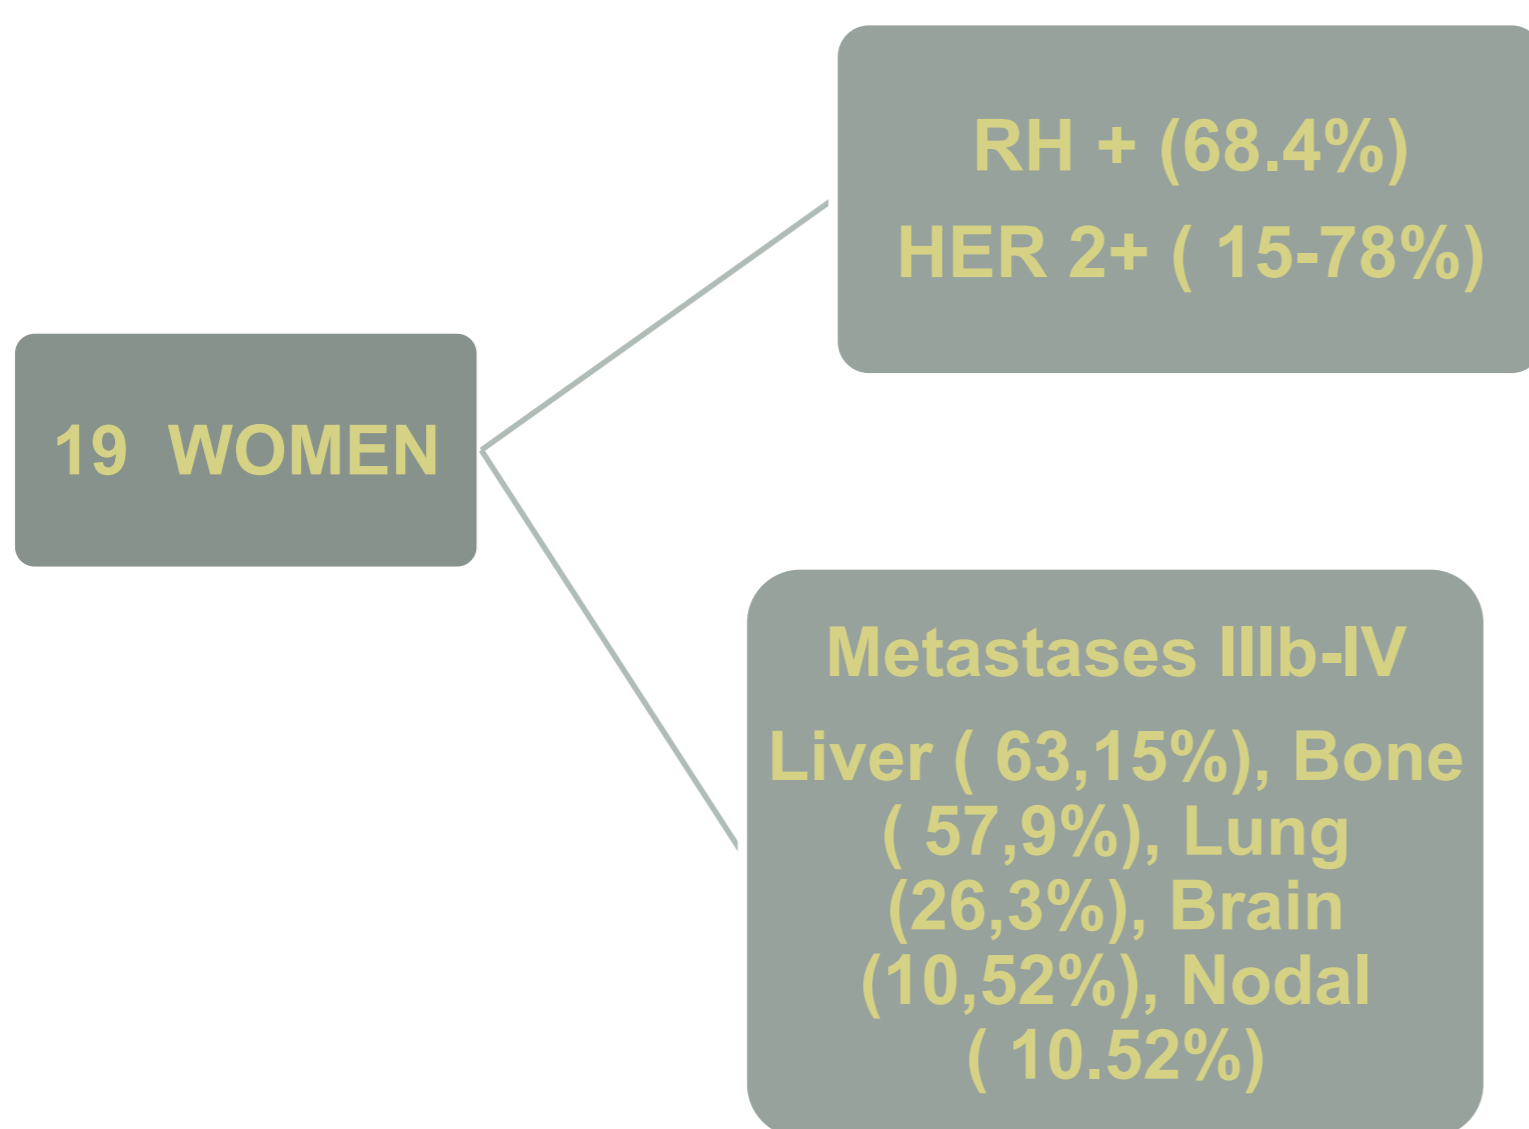 RH + (68.4%)
HER 2+ ( 15-78%)
19  WOMEN
Metastases IIIb-IV
Liver ( 63,15%), Bone
( 57,9%), Lung
(26,3%), Brain
(10,52%), Nodal
( 10.52%)